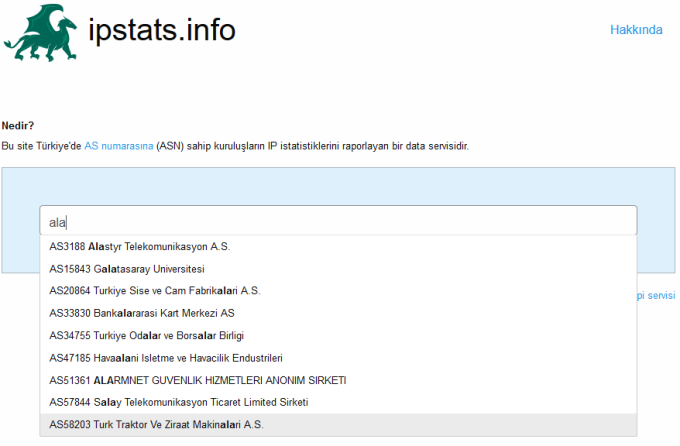 ipstats.info
Hakkında
Nedir?
Bu site Türkiye'de AS numarasına (ASN) sahip kuruluşların IP istatistiklerini raporlayan bir data servisidir.
ala
AS3188 Alastyr Telekomunikasyon A.S.
AS15843 Galatasaray Universitesi
AS20864 Turkiye Sise ve Cam Fabrikalari A.S.
pi servisi
AS33830 Bankalararasi Kart Merkezi AS
AS34755 Turkiye Odalar ve Borsalar Birligi
AS47185 Havaalani Isletme ve Havacilik Endustrileri
AS51361 ALARMNET GUVENLIK HIZMETLERI ANONIM SIRKETI
AS57844 Salay Telekomunikasyon Ticaret Limited Sirketi
AS58203 Turk Traktor Ve Ziraat Makinalari A.S.